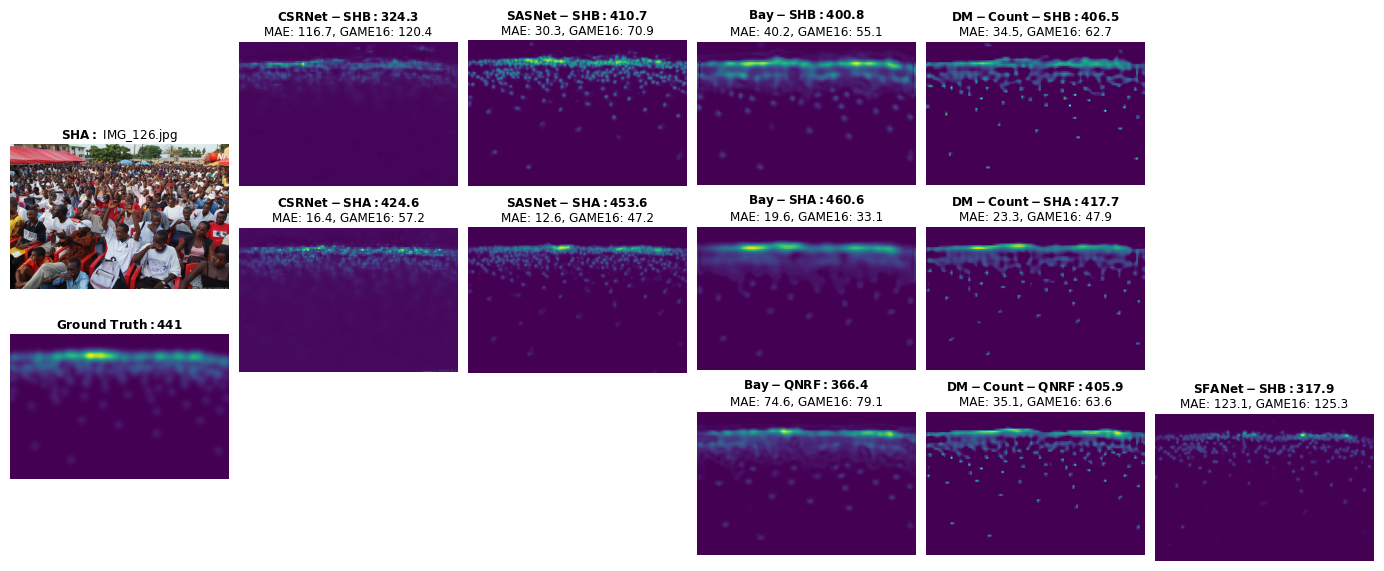 CSRNet − SHB : 324.3
MAE: 116.7, GAME16: 120.4
SASNet − SHB : 410.7
MAE: 30.3, GAME16: 70.9
Bay − SHB : 400.8
MAE: 40.2, GAME16: 55.1
DM − Count − SHB : 406.5
MAE: 34.5, GAME16: 62.7
SHA : IMG_126.jpg
CSRNet − SHA : 424.6
MAE: 16.4, GAME16: 57.2
SASNet − SHA : 453.6
MAE: 12.6, GAME16: 47.2
Bay − SHA : 460.6
MAE: 19.6, GAME16: 33.1
DM − Count − SHA : 417.7
MAE: 23.3, GAME16: 47.9
Ground Truth : 441
Bay − QNRF : 366.4
MAE: 74.6, GAME16: 79.1
DM − Count − QNRF : 405.9
MAE: 35.1, GAME16: 63.6
SFANet − SHB : 317.9
MAE: 123.1, GAME16: 125.3